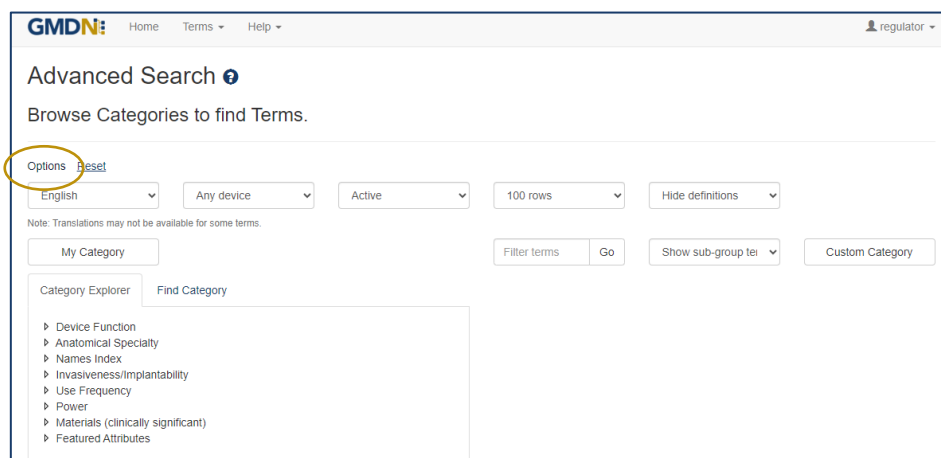 GMDN Home Terms Help regulator
Advanced Search ?
Browse Categories to find Terms.
Options Reset
English Any device Active 100 rows Hide definitions
Note: Translations may not be available for some terms.
My Category Filter terms Go Show sub-group ter Custom Category
Category Explorer Find Category
Device Function
Anatomical Specialty
Names Index
Invasiveness/Implantability
Use Frequency
Power
Materials (clinically significant)
Featured Attributes